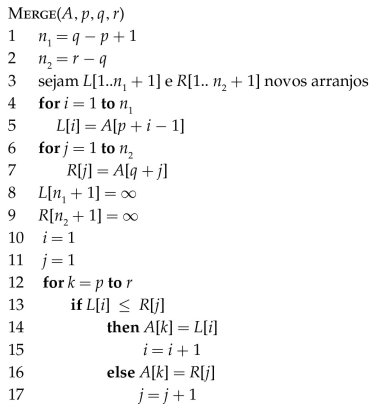 MERGE(A, p, q, r)
1 n₁ = q − p + 1
2 n₂ = r − q
3 sejam L[1..n₁ + 1] e R[1.. n₂ + 1] novos arranjos
4 for i = 1 to n₁
5 L[i] = A[p + i − 1]
6 for j = 1 to n₂
7 R[j] = A[q + j]
8 L[n₁ + 1] = ∞
9 R[n₂ + 1] = ∞
10 i = 1
11 j = 1
12 for k = p to r
13 if L[i] ≤ R[j]
14 then A[k] = L[i]
15 i = i + 1
16 else A[k] = R[j]
17 j = j + 1